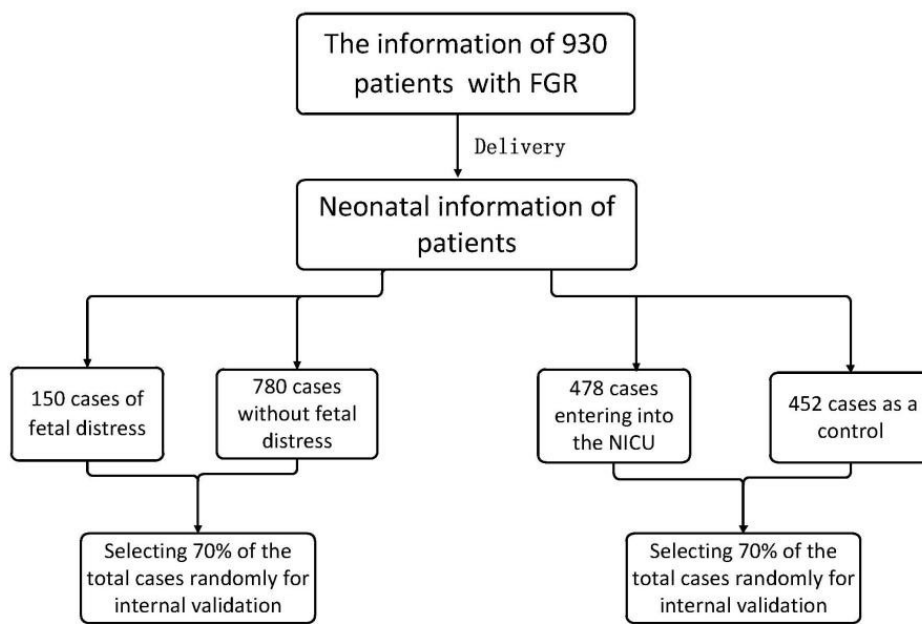 The information of 930
patients with FGR
Delivery
Neonatal information of
patients
150 cases of
fetal distress
780 cases
without fetal
distress
478 cases
entering into
the NICU
452 cases as a
control
Selecting 70% of the
total cases randomly for
internal validation
Selecting 70% of the
total cases randomly for
internal validation